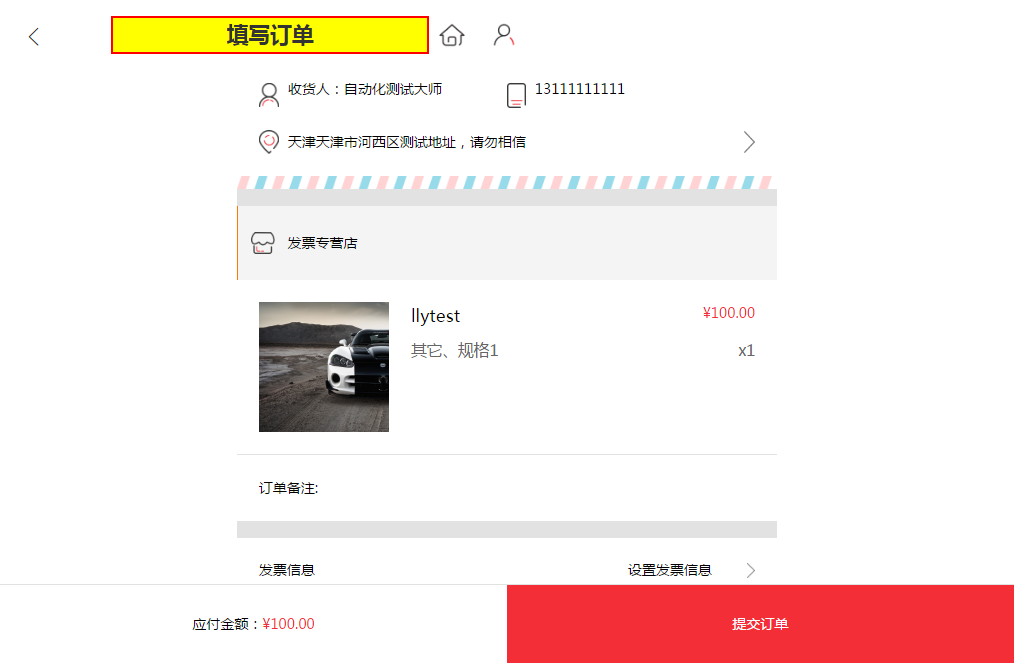 填写订单
收货人：自动化测试大师
13111111111
天津天津市河西区测试地址，请勿相信
发票专营店
llytest
¥100.00
其它、规格1
x1
订单备注:
发票信息
设置发票信息
应付金额：¥100.00
提交订单